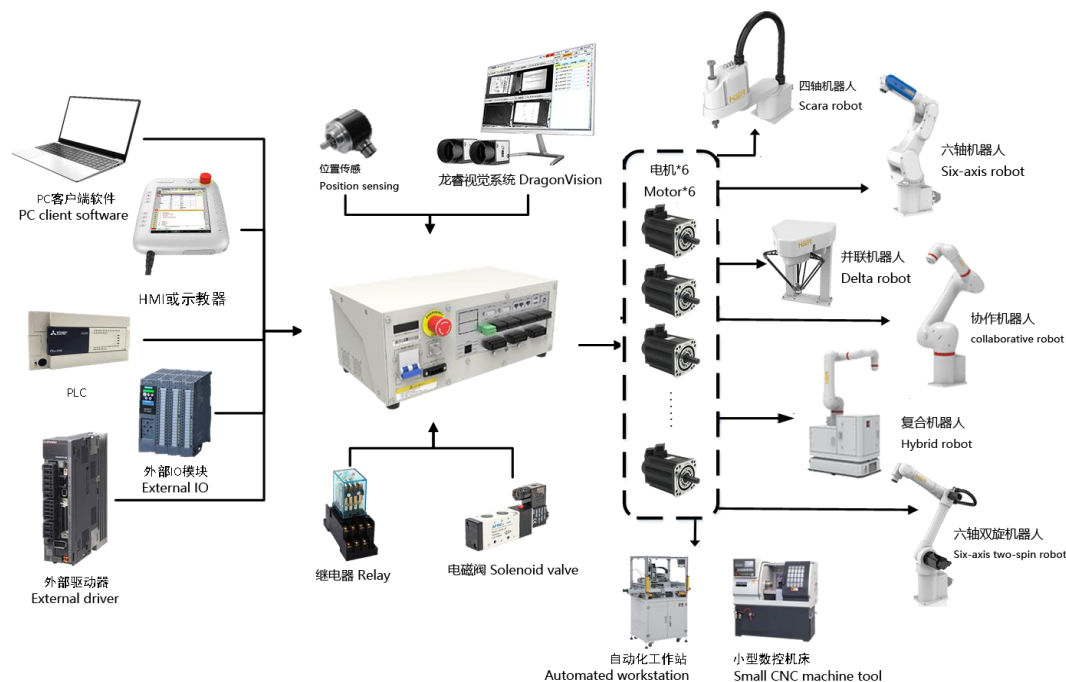 PC客户端软件
PC client software
HMI或示教器
PLC
外部IO模块
External IO
外部驱动器
External driver
位置传感
Position sensing
龙睿视觉系统 DragonVision
继电器 Relay
电磁阀 Solenoid valve
电机*6
Motor*6
四轴机器人
Scara robot
六轴机器人
Six-axis robot
并联机器人
Delta robot
协作机器人
collaborative robot
复合机器人
Hybrid robot
六轴双旋机器人
Six-axis two-spin robot
自动化工作站
Automated workstation
小型数控机床
Small CNC machine tool